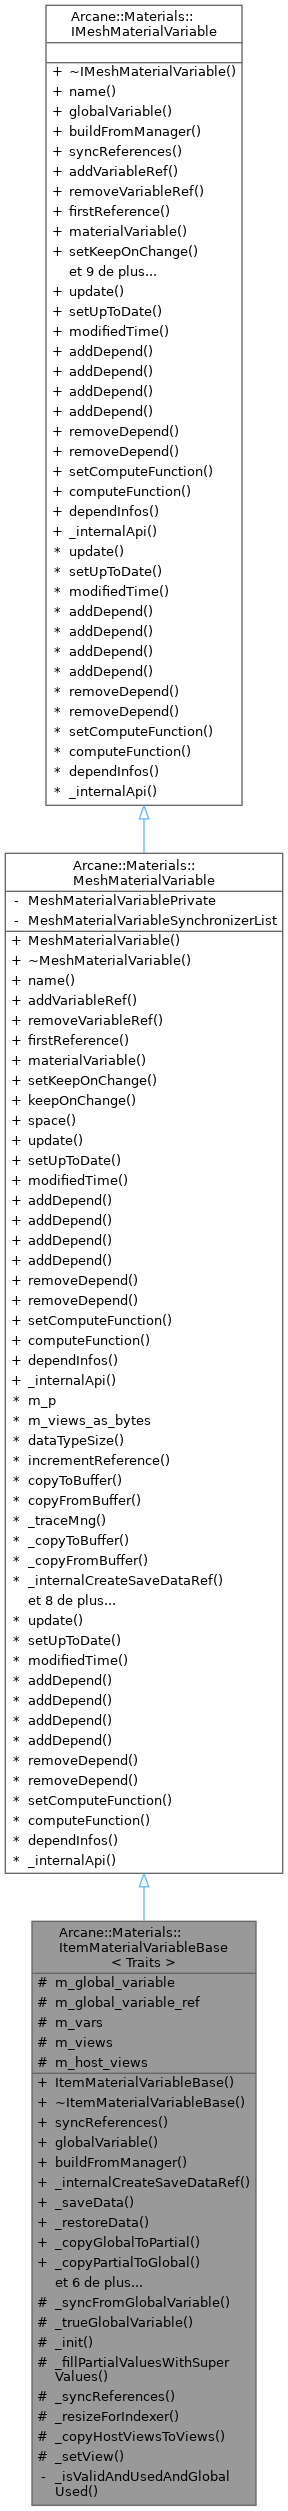 Arcane::Materials::
IMeshMaterialVariable
+ ~IMeshMaterialVariable()
+ name()
+ globalVariable()
+ buildFromManager()
+ syncReferences()
+ addVariableRef()
+ removeVariableRef()
+ firstReference()
+ materialVariable()
+ setKeepOnChange()
et 9 de plus...
+ update()
+ setUpToDate()
+ modifiedTime()
+ addDepend()
+ addDepend()
+ addDepend()
+ addDepend()
+ removeDepend()
+ removeDepend()
+ setComputeFunction()
+ computeFunction()
+ dependInfos()
+ _internalApi()
* update()
* setUpToDate()
* modifiedTime()
* addDepend()
* addDepend()
* addDepend()
* addDepend()
* removeDepend()
* removeDepend()
* setComputeFunction()
* computeFunction()
* dependInfos()
* _internalApi()
Arcane::Materials::
MeshMaterialVariable
- MeshMaterialVariablePrivate
- MeshMaterialVariableSynchronizerList
+ MeshMaterialVariable()
+ ~MeshMaterialVariable()
+ name()
+ addVariableRef()
+ removeVariableRef()
+ firstReference()
+ materialVariable()
+ setKeepOnChange()
+ keepOnChange()
+ space()
+ update()
+ setUpToDate()
+ modifiedTime()
+ addDepend()
+ addDepend()
+ addDepend()
+ addDepend()
+ removeDepend()
+ removeDepend()
+ setComputeFunction()
+ computeFunction()
+ dependInfos()
+ _internalApi()
* m_p
* m_views_as_bytes
* dataTypeSize()
* incrementReference()
* copyToBuffer()
* copyFromBuffer()
* _traceMng()
* _copyToBuffer()
* _copyFromBuffer()
* _internalCreateSaveDataRef()
et 8 de plus...
* update()
* setUpToDate()
* modifiedTime()
* addDepend()
* addDepend()
* addDepend()
* addDepend()
* removeDepend()
* removeDepend()
* setComputeFunction()
* computeFunction()
* dependInfos()
* _internalApi()
Arcane::Materials::
ItemMaterialVariableBase
< Traits >
# m_global_variable
# m_global_variable_ref
# m_vars
# m_views
# m_host_views
+ ItemMaterialVariableBase()
+ ~ItemMaterialVariableBase()
+ syncReferences()
+ globalVariable()
+ buildFromManager()
+ _internalCreateSaveDataRef()
+ _saveData()
+ _restoreData()
+ _copyGlobalToPartial()
+ _copyPartialToGlobal()
et 6 de plus...
# _syncFromGlobalVariable()
# _trueGlobalVariable()
# _init()
# _fillPartialValuesWithSuper
Values()
# _syncReferences()
# _resizeForIndexer()
# _copyHostViewsToViews()
# _setView()
- _isValidAndUsedAndGlobal
Used()